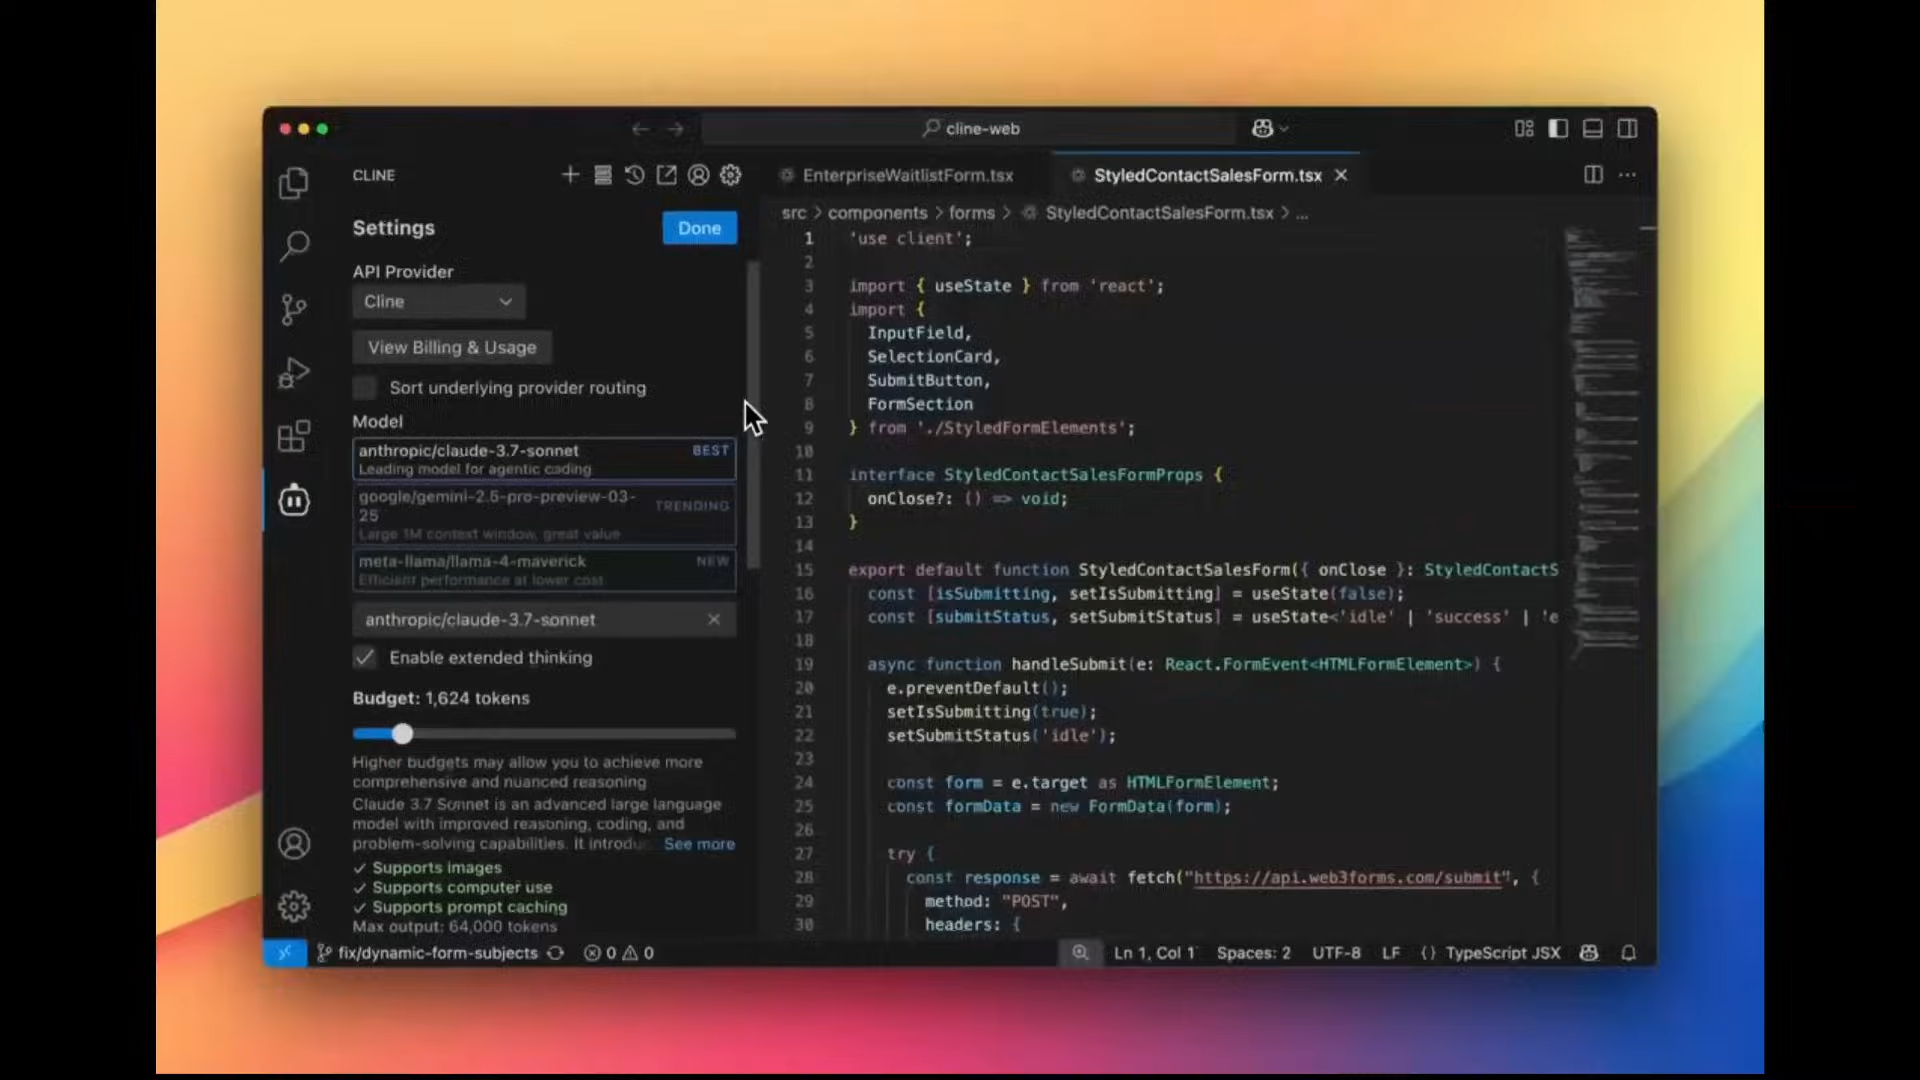 cline-web
CLINE
Settings
Done
API Provider
Cline
View Billing & Usage
Sort underlying provider routing
Model
anthropic/claude-3.7-sonnet
BEST
Leading model for agentic coding
google/gemini-2.5-pro-preview-03-
25
TRENDING
Large 1M context window, great value
meta-llama/llama-4-maverick
NEW
Efficient performance at lower cost
anthropic/claude-3.7-sonnet
Enable extended thinking
Budget: 1,624 tokens
Higher budgets may allow you to achieve more
comprehensive and nuanced reasoning
Claude 3.7 Sonnet is an advanced large language
model with improved reasoning, coding, and
problem-solving capabilities. It introdu
See more
✓ Supports images
✓ Supports computer use
✓ Supports prompt caching
Max output: 64,000 tokens
EnterpriseWaitlistForm.tsx
StyledContactSalesForm.tsx
src > components > forms > StyledContactSalesForm.tsx > ...
1 'use client';
2
3 import { useState } from 'react';
4 import {
5 InputField,
6 SelectionCard,
7 SubmitButton,
8 FormSection
9 } from './StyledFormElements';
10
11 interface StyledContactSalesFormProps {
12 onClose?: () => void;
13 }
14
15 export default function StyledContactSalesForm({ onClose }: StyledContactS
16 const [isSubmitting, setIsSubmitting] = useState(false);
17 const [submitStatus, setSubmitStatus] = useState<'idle' | 'success' | 'e
18
19 async function handleSubmit(e: React.FormEvent<HTMLFormElement>) {
20 e.preventDefault();
21 setIsSubmitting(true);
22 setSubmitStatus('idle');
23
24 const form = e.target as HTMLFormElement;
25 const formData = new FormData(form);
26
27 try {
28 const response = await fetch("https://api.web3forms.com/submit", {
29 method: "POST",
30 headers: {
fix/dynamic-form-subjects
0
0
Ln 1, Col 1
Spaces: 2
UTF-8
LF
{} TypeScript JSX